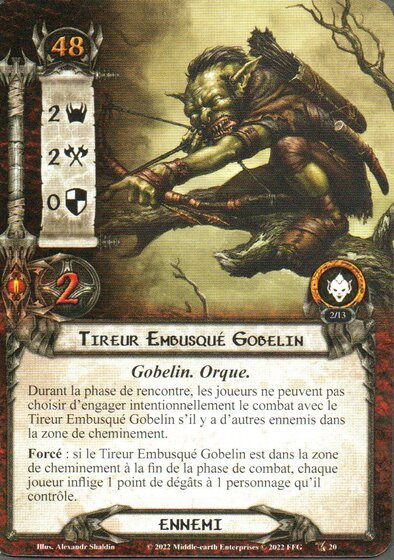 48
2
2
0
2
2/13
Tireur Embusqué Gobelin
Gobelin. Orque.
Durant la phase de rencontre, les joueurs ne peuvent pas
choisir d'engager intentionnellement le combat avec le
Tireur Embusqué Gobelin s'il y a d'autres ennemis dans
la zone de cheminement.
Forcé : si le Tireur Embusqué Gobelin est dans la zone
de cheminement à la fin de la phase de combat, chaque
joueur inflige 1 point de dégâts à 1 personnage qu'il
contrôle.
ENNEMI
Illus. Alexandr Shaldin © 2022 Middle-earth Enterprises © 2022 FFG 20